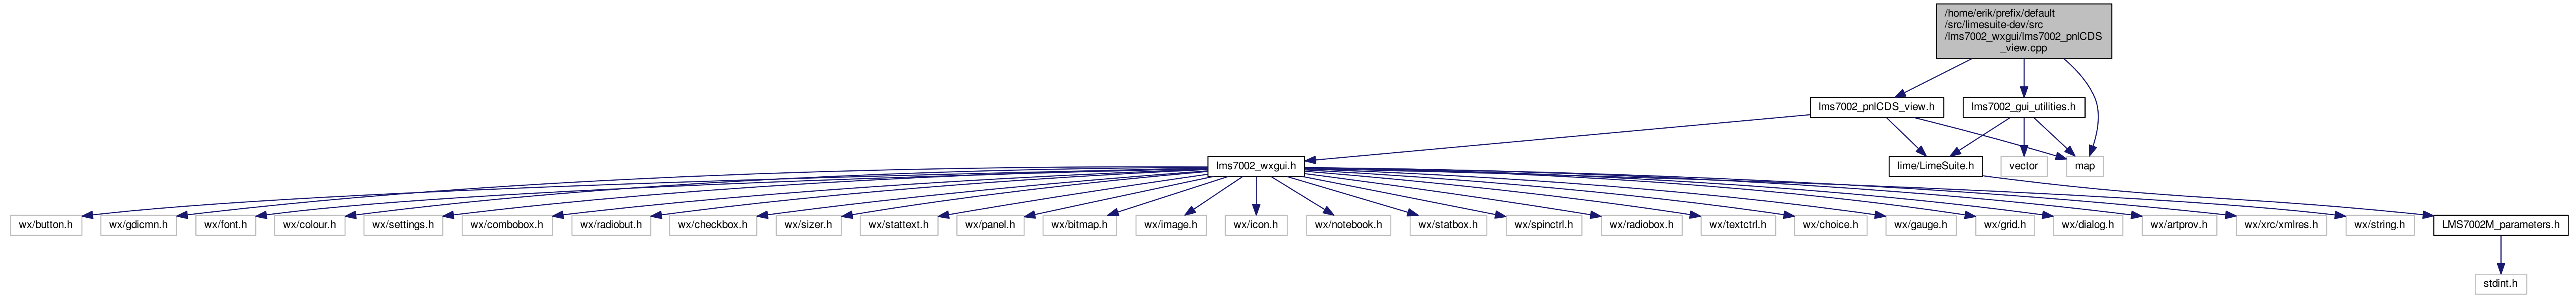 /home/erik/prefix/default
/src/limesuite-dev/src
/lms7002_wxgui/lms7002_pnlCDS
_view.cpp
lms7002_pnlCDS_view.h
lms7002_gui_utilities.h
lms7002_wxgui.h
lime/LimeSuite.h
vector
map
wx/button.h
wx/gdicmn.h
wx/font.h
wx/colour.h
wx/settings.h
wx/combobox.h
wx/radiobut.h
wx/checkbox.h
wx/sizer.h
wx/stattext.h
wx/panel.h
wx/bitmap.h
wx/image.h
wx/icon.h
wx/notebook.h
wx/statbox.h
wx/spinctrl.h
wx/radiobox.h
wx/textctrl.h
wx/choice.h
wx/gauge.h
wx/grid.h
wx/dialog.h
wx/artprov.h
wx/xrc/xmlres.h
wx/string.h
LMS7002M_parameters.h
stdint.h